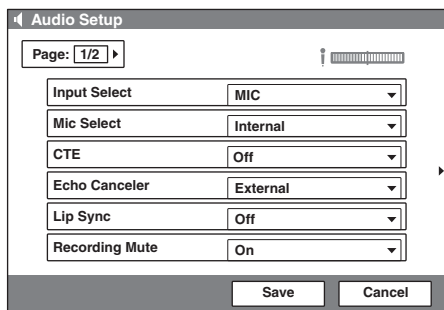 Audio Setup
Page: 1/2
Input Select MIC
Mic Select Internal
CTE Off
Echo Canceler External
Lip Sync Off
Recording Mute On
Save Cancel